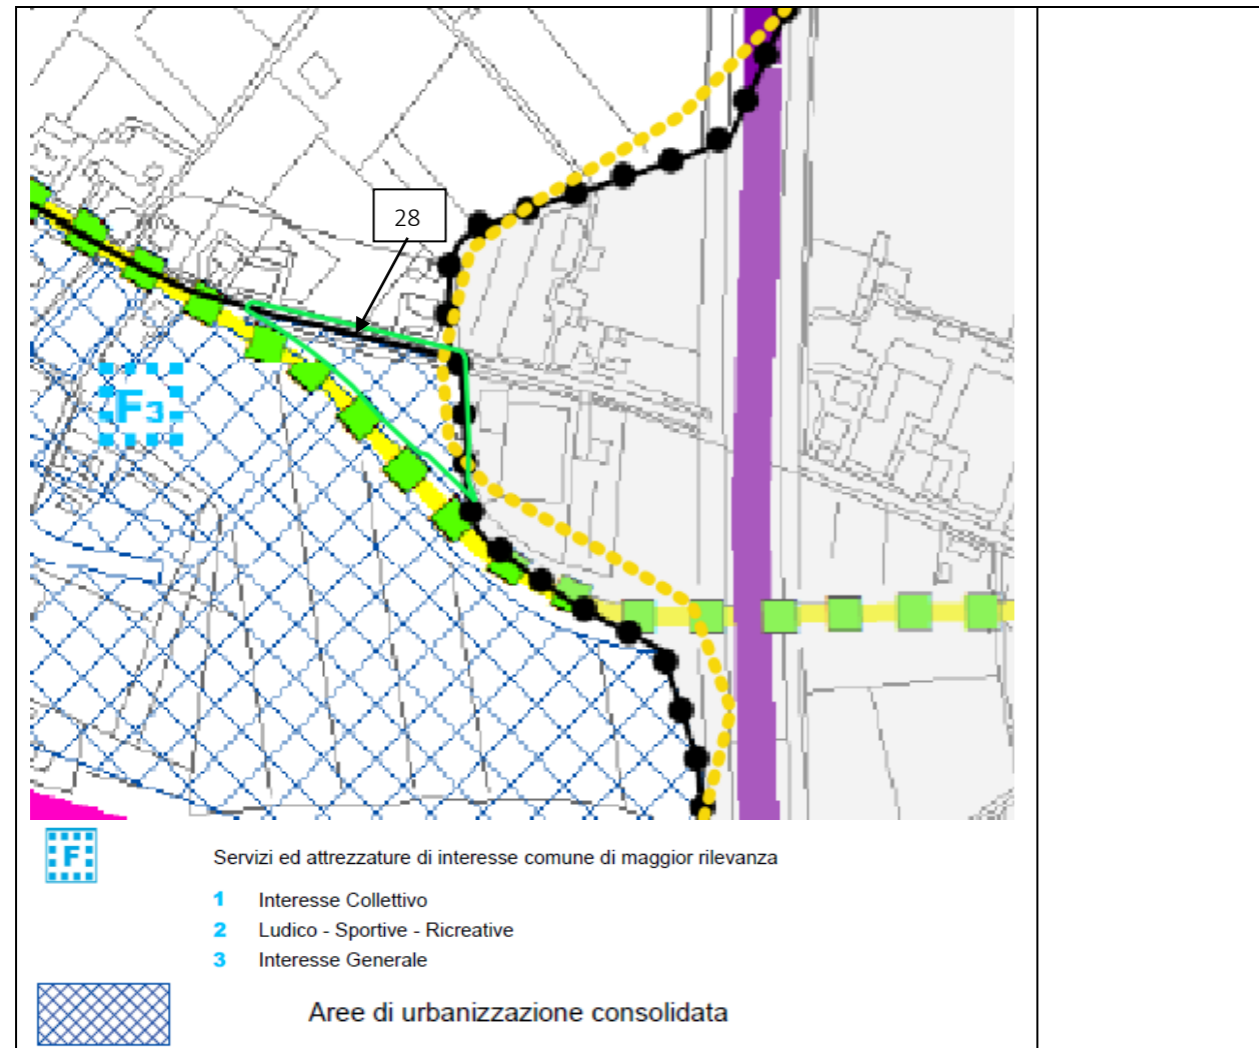 28
F3
F
Servizi ed attrezzature di interesse comune di maggior rilevanza
1 Interesse Collettivo
2 Ludico - Sportive - Ricreative
3 Interesse Generale
Aree di urbanizzazione consolidata